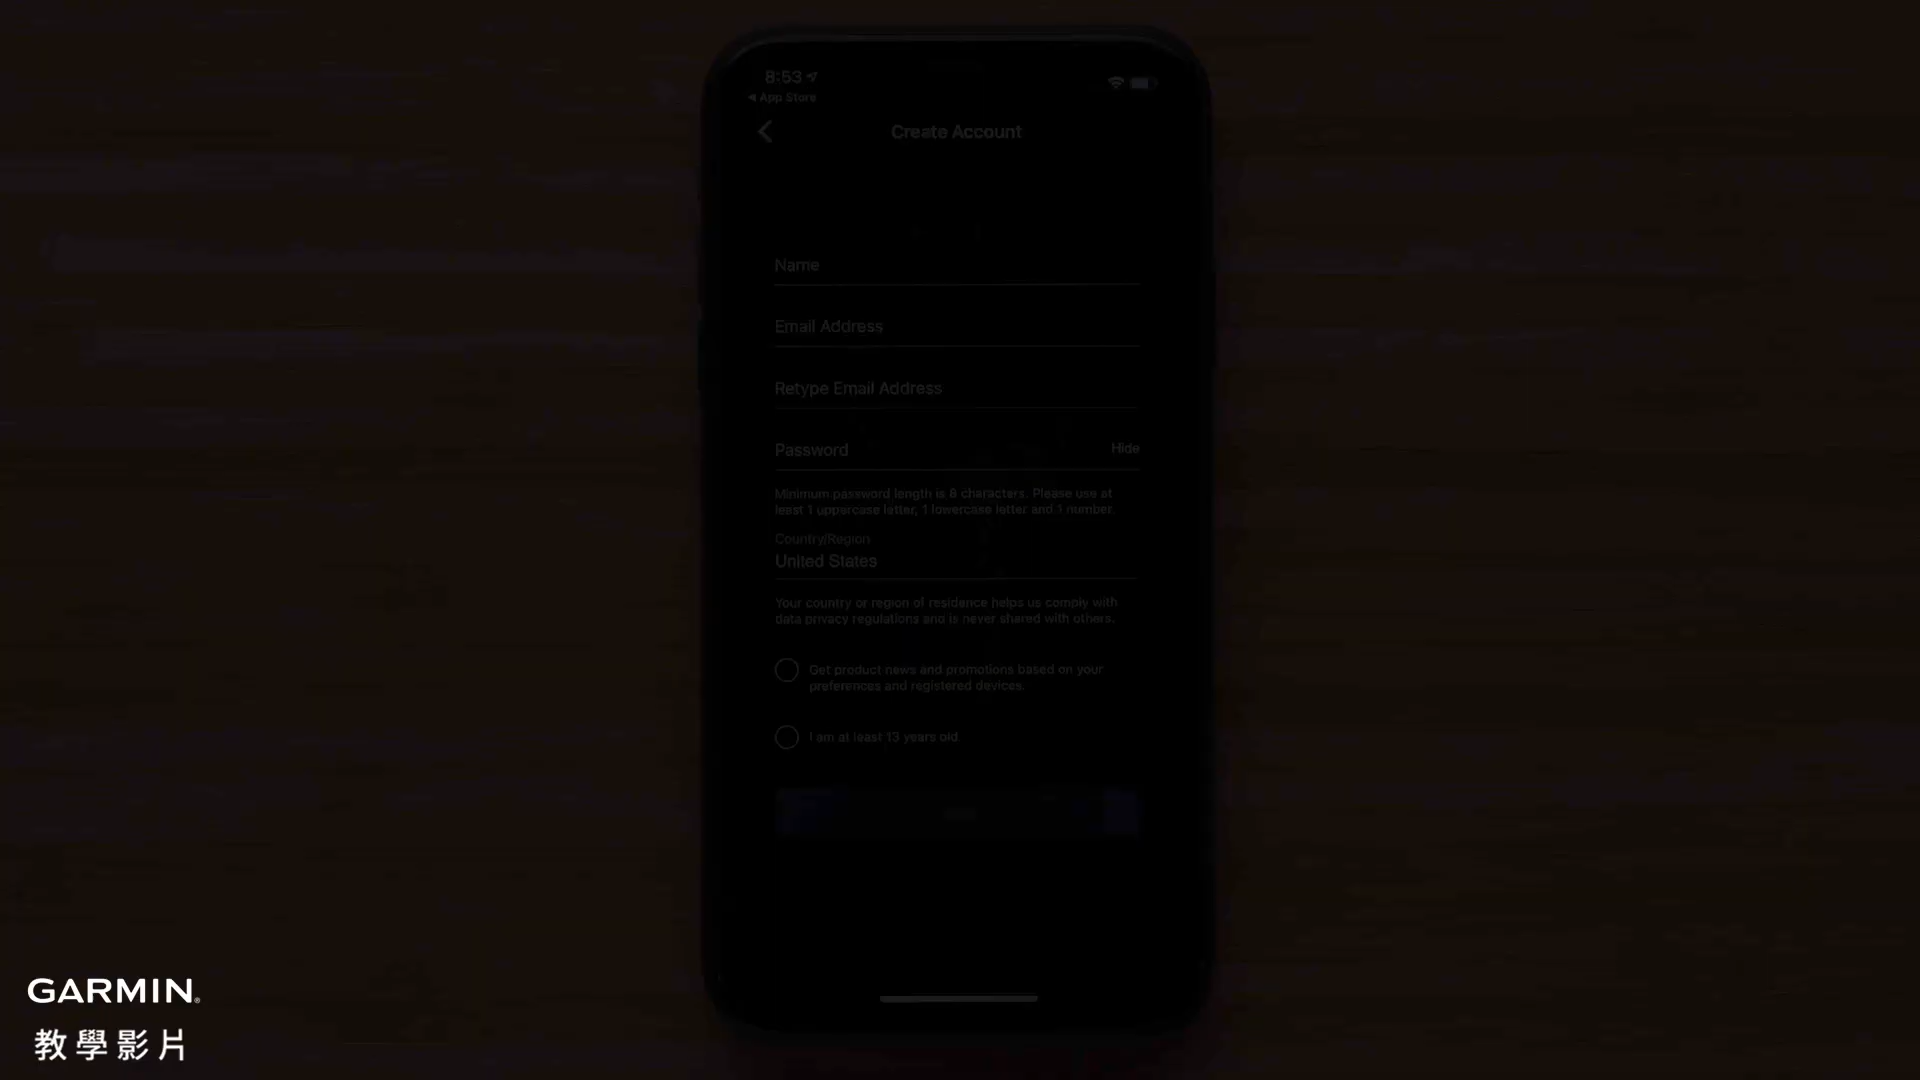 8:53
App Store
Create Account
Name
Email Address
Retype Email Address
Password
Hide
Minimum password length is 8 characters. Please use at
least 1 uppercase letter, 1 lowercase letter and 1 number.
Country/Region
United States
Your country or region of residence helps us comply with
data privacy regulations and is never shared with others.
Get product news and promotions based on your
preferences and registered devices.
I am at least 13 years old.
GARMIN®
教學影片